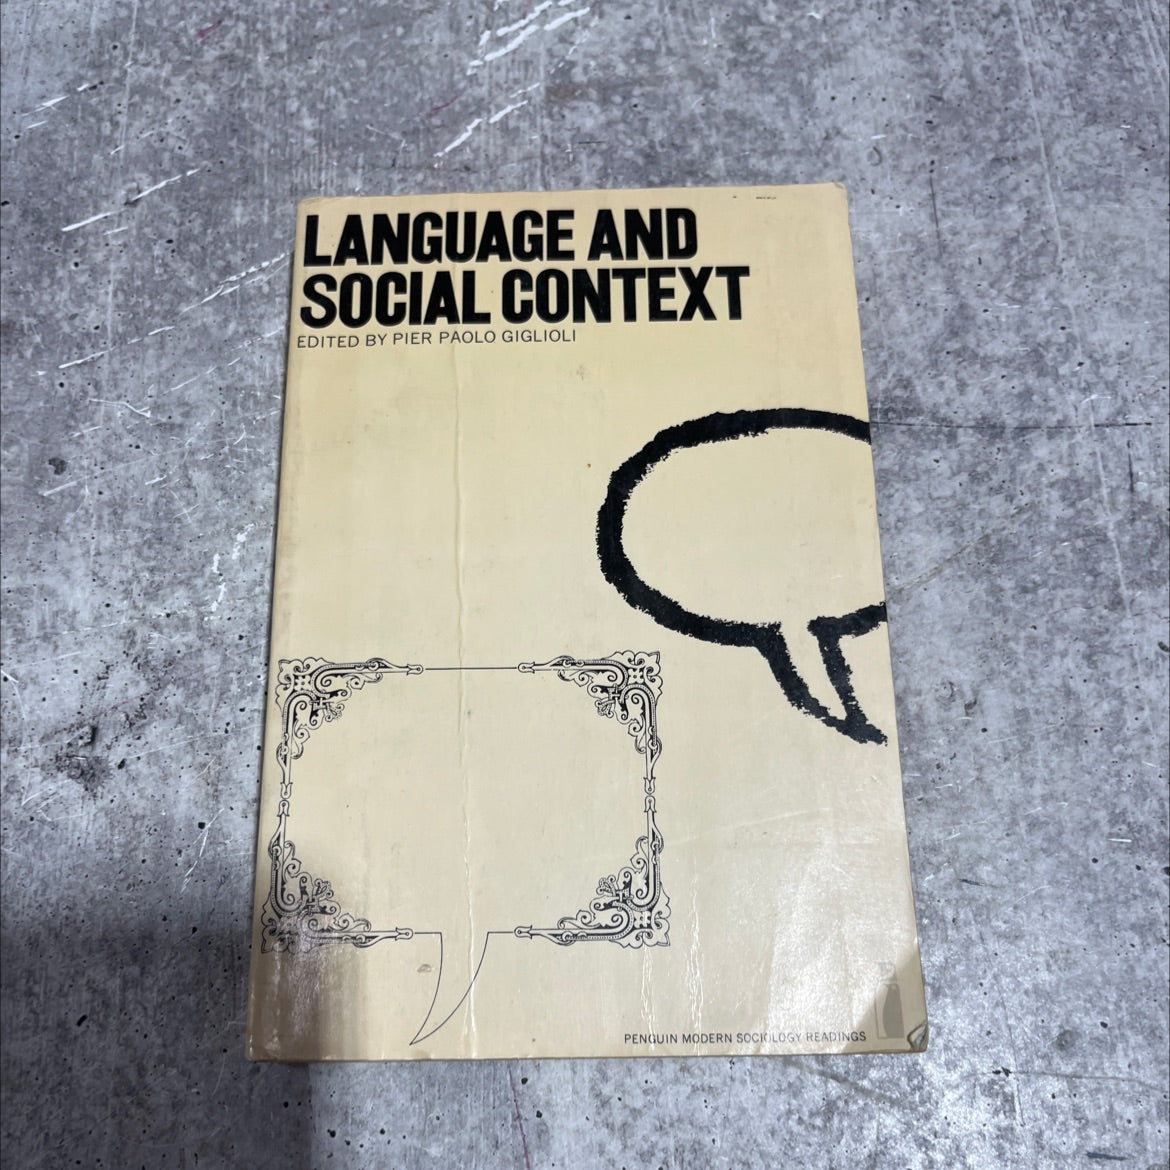 LANGUAGE AND
SOCIAL CONTEXT
EDITED BY PIER PAOLO GIGLIOLI
PENGUIN MODERN SOCIOLOGY READINGS